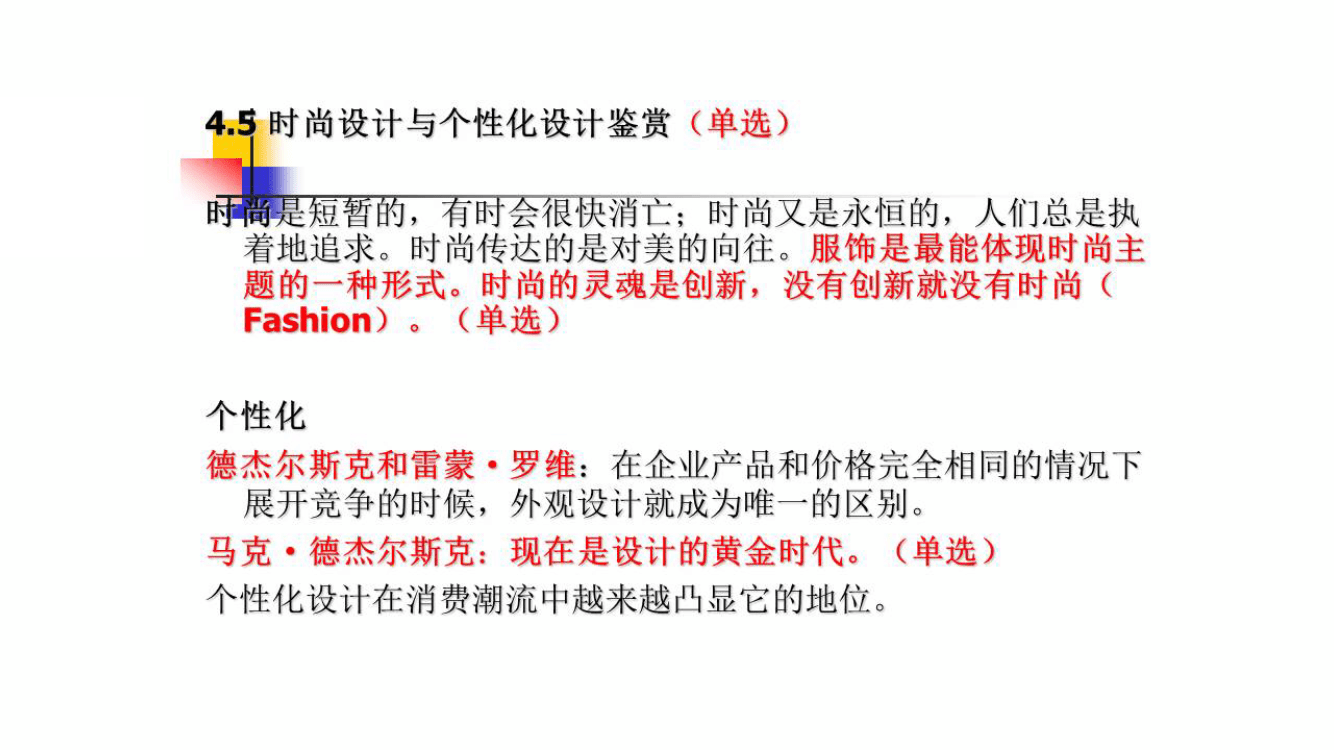 4.5 时尚设计与个性化设计鉴赏（单选）
时尚是短暂的，有时会很快消亡；时尚又是永恒的，人们总是执
着地追求。时尚传达的是对美的向往。服饰是最能体现时尚主
题的一种形式。时尚的灵魂是创新，没有创新就没有时尚（
Fashion）。（单选）
个性化
德杰尔斯克和雷蒙·罗维：在企业产品和价格完全相同的情况下
展开竞争的时候，外观设计就成为唯一的区别。
马克·德杰尔斯克：现在是设计的黄金时代。（单选）
个性化设计在消费潮流中越来越凸显它的地位。